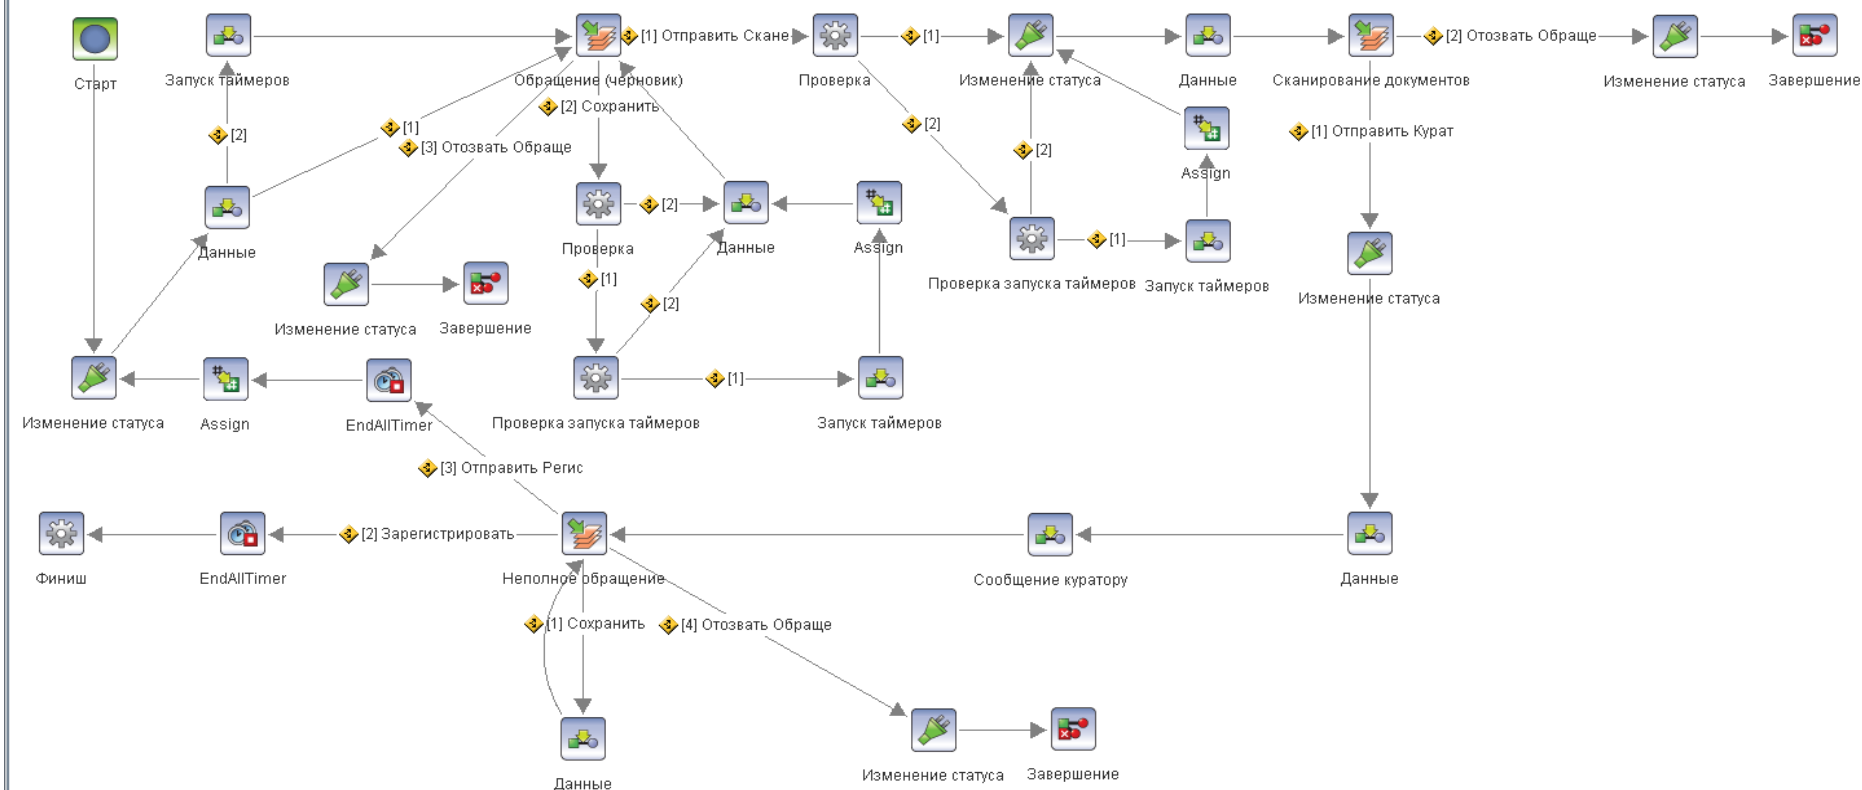 [1] Отправить Скане
[1]
[2] Отозвать Обраще
Старт
Запуск таймеров
Обращение (черновик)
Проверка
Изменение статуса
Данные
Сканирование документов
Изменение статуса
Завершение
[2] Сохранить
[2]
[1]
[2]
[1] Отправить Курат
[3] Отозвать Обраще
[2]
Assign
[2]
Данные
Проверка
Данные
Assign
[1]
[1]
Проверка запуска таймеров
Запуск таймеров
Изменение статуса
[2]
Изменение статуса
Завершение
[1]
Изменение статуса
Assign
EndAllTimer
Проверка запуска таймеров
Запуск таймеров
[3] Отправить Регис
[2] Зарегистрировать
Финиш
EndAllTimer
Неполное обращение
Сообщение куратору
Данные
[1] Сохранить
[4] Отозвать Обраще
Данные
Изменение статуса
Завершение